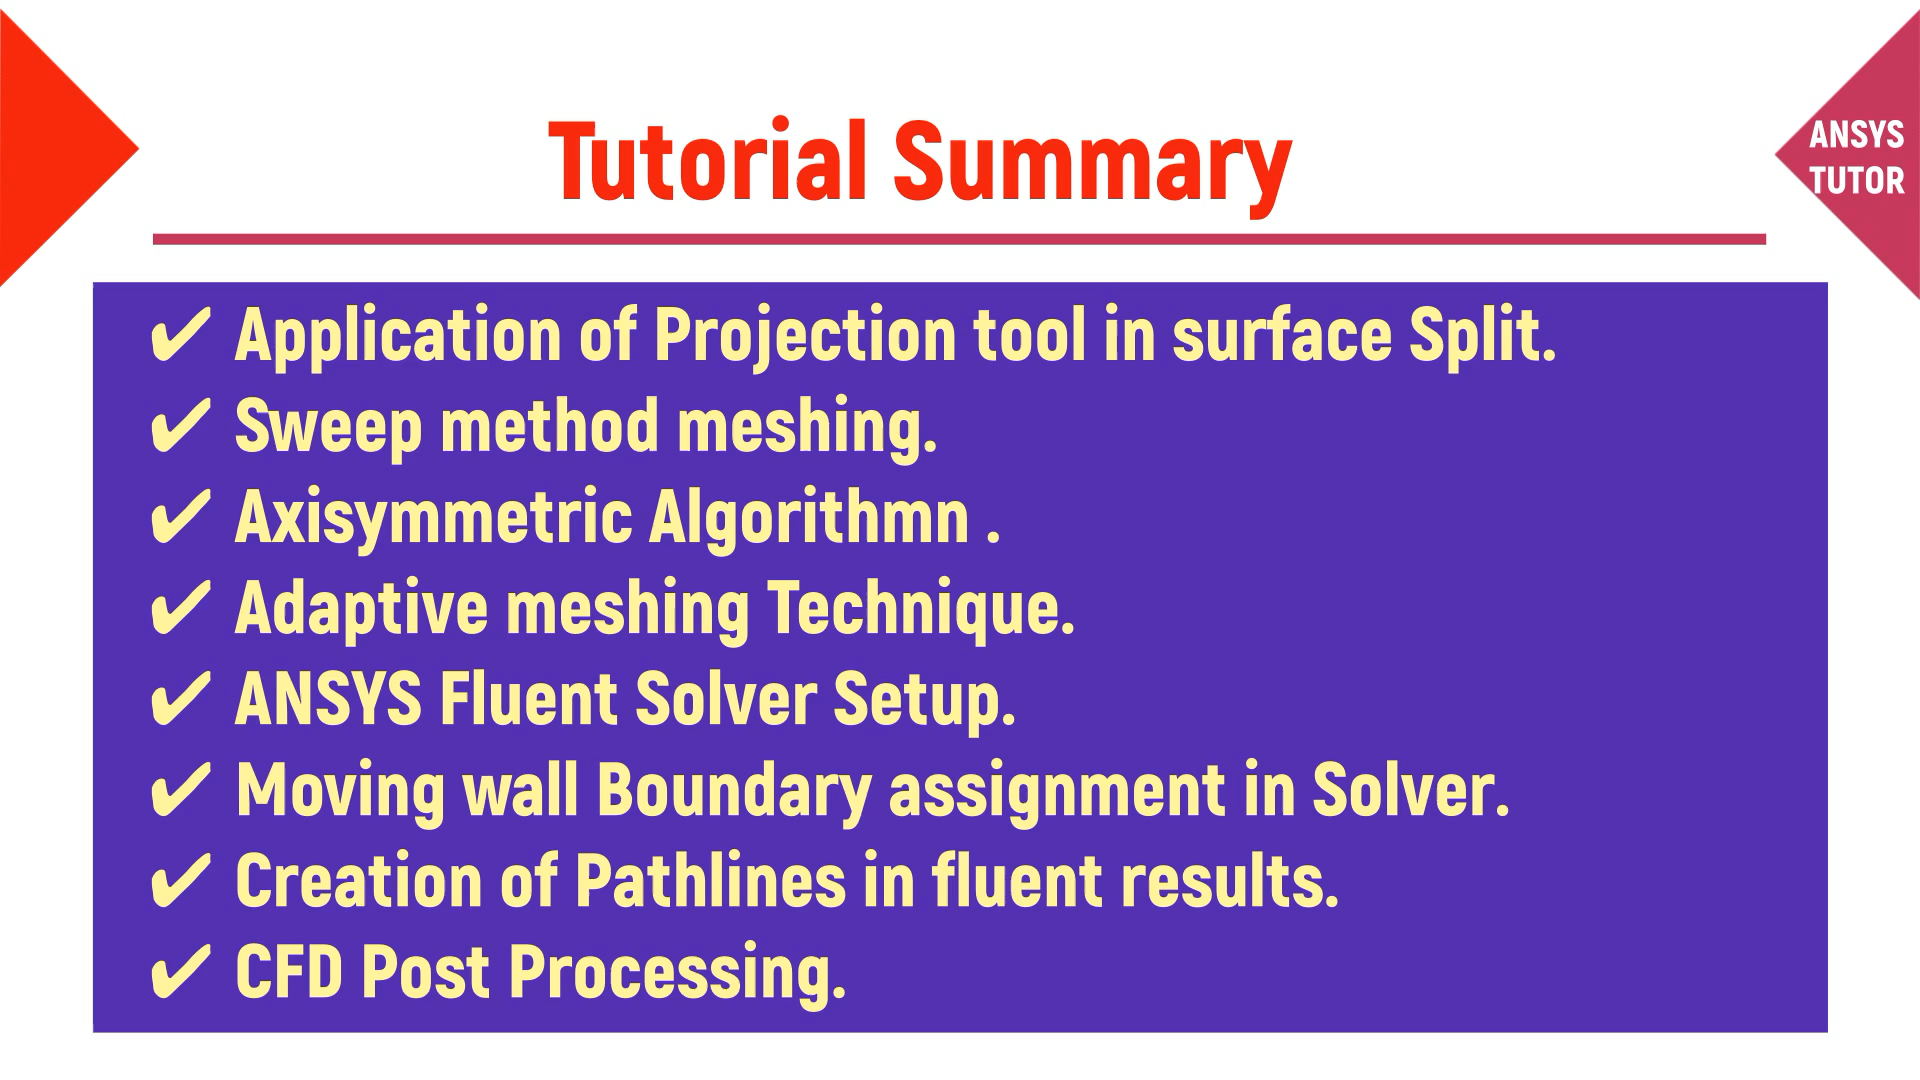 Tutorial Summary
ANSYS
TUTOR
✔ Application of Projection tool in surface Split.
✔ Sweep method meshing.
✔ Axisymmetric Algorithmn .
✔ Adaptive meshing Technique.
✔ ANSYS Fluent Solver Setup.
✔ Moving wall Boundary assignment in Solver.
✔ Creation of Pathlines in fluent results.
✔ CFD Post Processing.